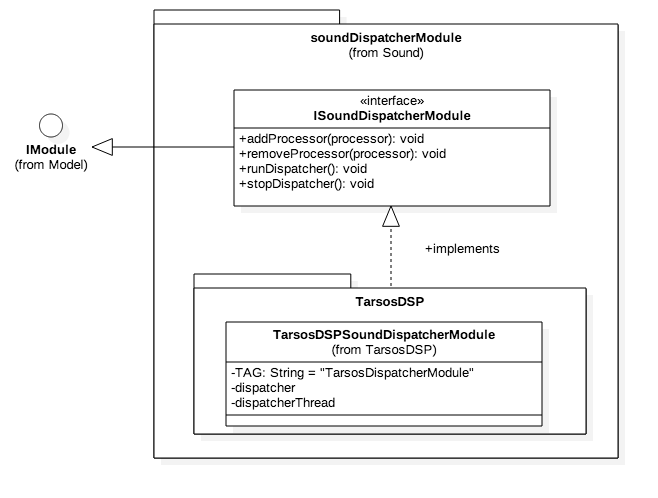 soundDispatcherModule
(from Sound)
«interface»
ISoundDispatcherModule
+addProcessor(processor): void
+removeProcessor(processor): void
+runDispatcher(): void
+stopDispatcher(): void
IModule
(from Model)
+implements
TarsosDSP
TarsosDSPSoundDispatcherModule
(from TarsosDSP)
-TAG: String = "TarsosDispatcherModule"
-dispatcher
-dispatcherThread